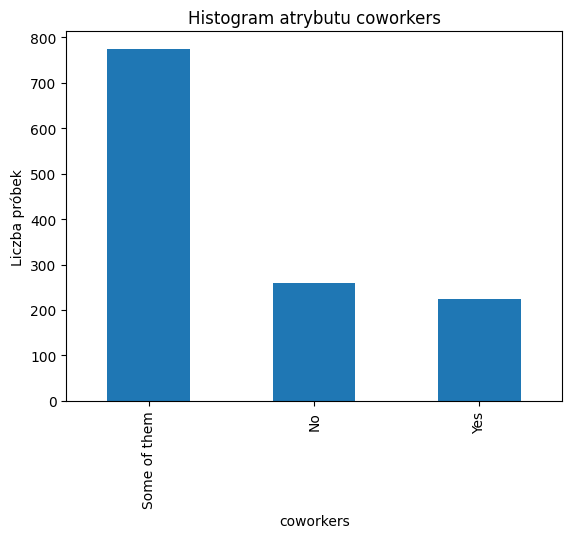 Histogram atrybutu coworkers
Liczba próbek
800
700
600
500
400
300
200
100
0
Some of them
No
Yes
coworkers